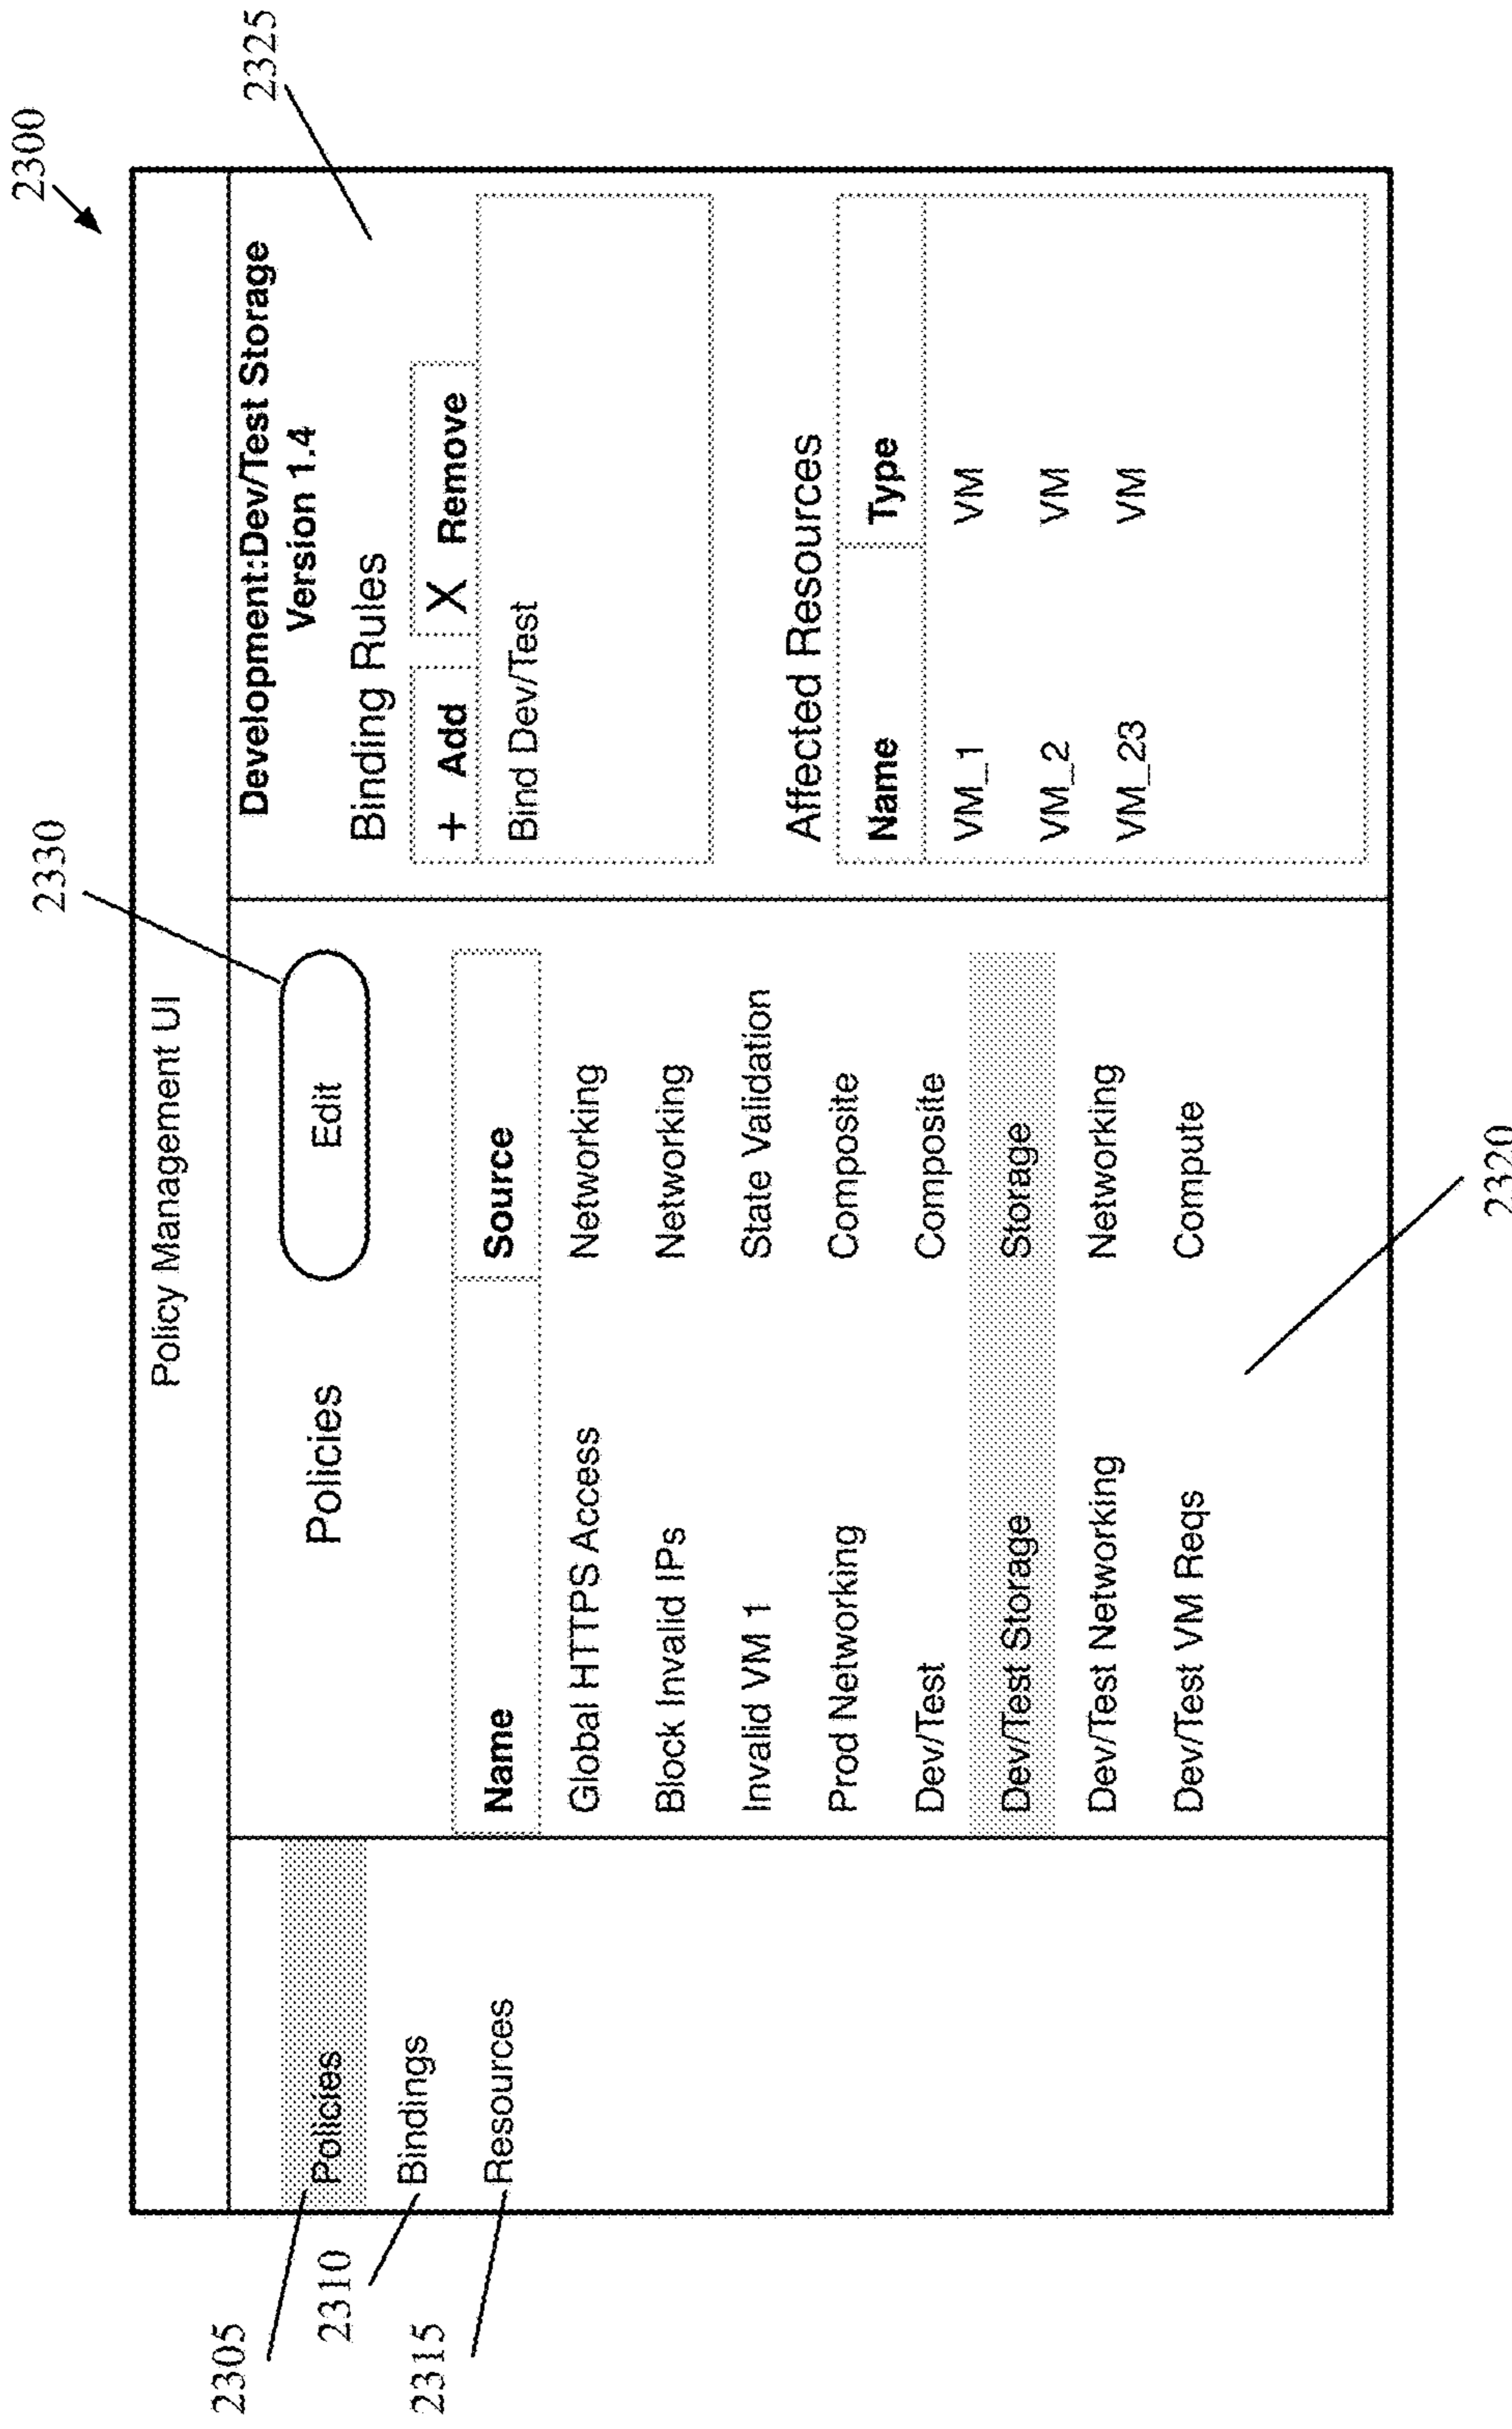 2300
Policy Management UI
2305
Policies
2310
Bindings
2315
Resources
Policies
Edit
2330
Name Source
Global HTTPS Access Networking
Block Invalid IPs Networking
Invalid VM 1 State Validation
Prod Networking Composite
Dev/Test Composite
Dev/Test Storage Storage
Dev/Test Networking Networking
Dev/Test VM Reqs Compute
2320
Development:Dev/Test Storage
Version 1.4
2325
Binding Rules
+ Add X Remove
Bind Dev/Test
Affected Resources
Name Type
VM_1 VM
VM_2 VM
VM_23 VM